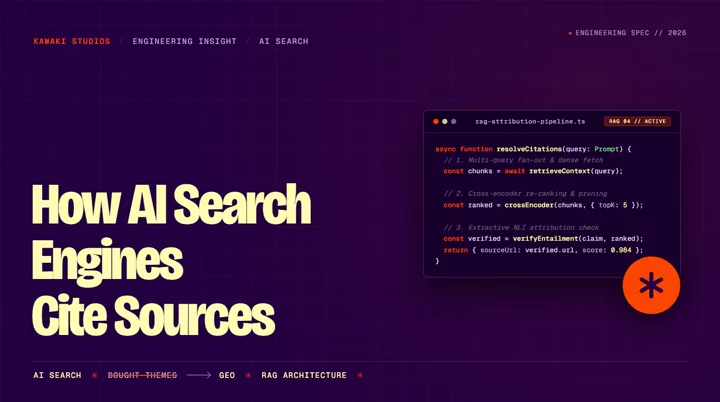 KAWAKI STUDIOS / ENGINEERING INSIGHT / AI SEARCH
ENGINEERING SPEC // 2026
rag-attribution-pipeline.ts
RAG 04 // ACTIVE
async function resolveCitations(query: Prompt) {
// 1. Multi-query fan-out & dense fetch
const chunks = await retrieveContext(query);
// 2. Cross-encoder re-ranking & pruning
const ranked = crossEncoder(chunks, { topK: 5 });
// 3. Extractive NLI attribution check
const verified = verifyEntailment(claim, ranked);
return { sourceUrl: verified.url, score: 0.984 };
}
How AI Search
Engines
Cite Sources
AI SEARCH * BOUGHT THEMES → GEO * RAG ARCHITECTURE *